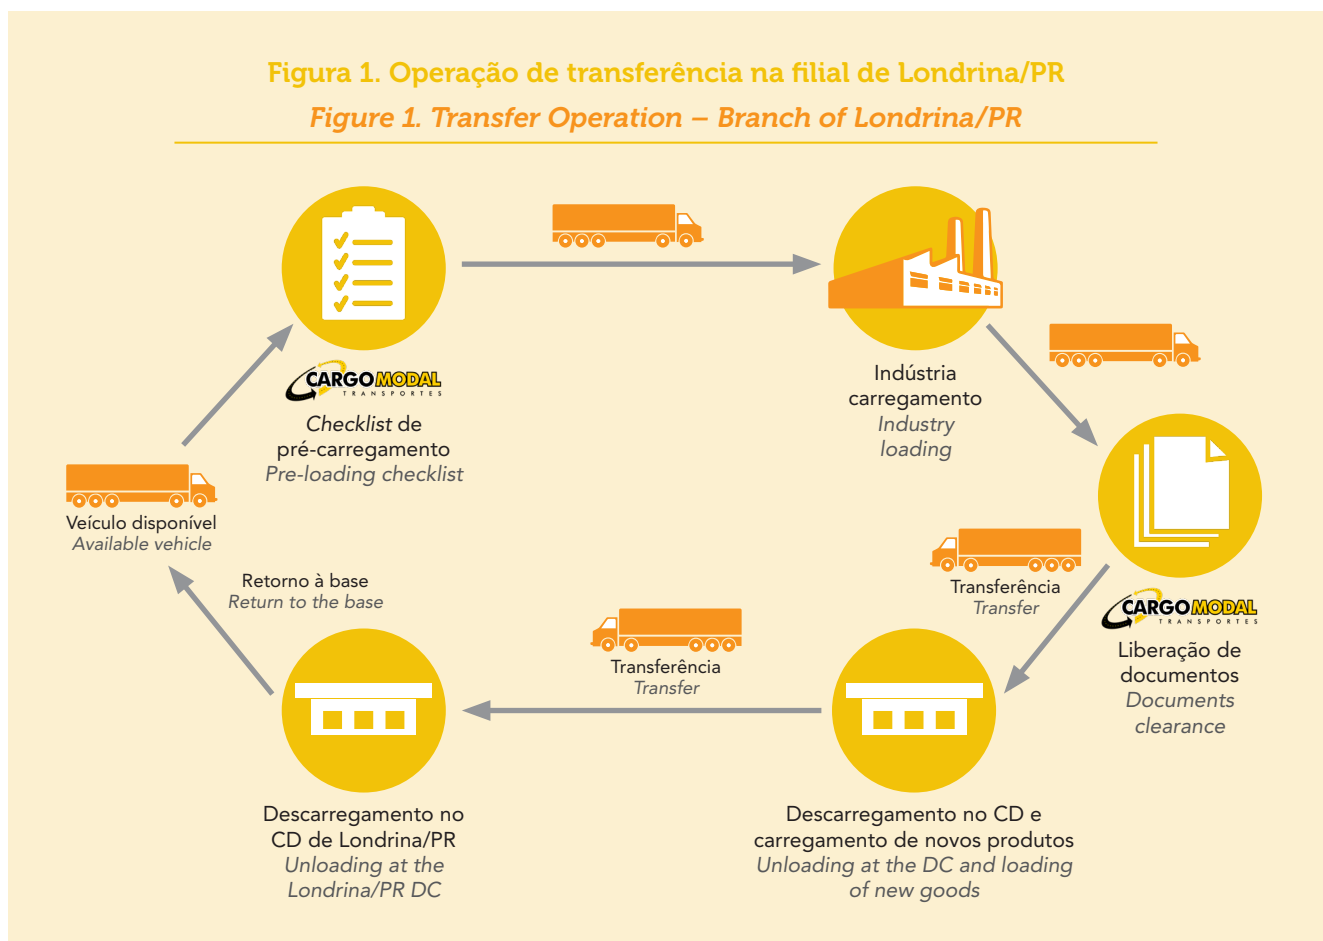 Figura 1. Operação de transferência na filial de Londrina/PR
Figure 1. Transfer Operation – Branch of Londrina/PR
CARGOMODAL
TRANSPORTES
Checklist de
pré-carregamento
Pre-loading checklist
Indústria
carregamento
Industry
loading
CARGOMODAL
TRANSPORTES
Liberação de
documentos
Documents
clearance
Transferência
Transfer
Descarregamento no CD e
carregamento de novos produtos
Unloading at the DC and loading
of new goods
Transferência
Transfer
Descarregamento no
CD de Londrina/PR
Unloading at the
Londrina/PR DC
Retorno à base
Return to the base
Veículo disponível
Available vehicle